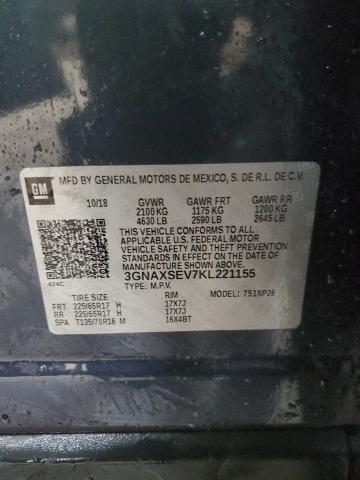 GM MFD BY GENERAL MOTORS DE MEXICO, S. DE R.L. DE C.V.
10/18 GVWR GAWR FRT GAWR RR
2100 KG 1175 KG 1200 KG
4630 LB 2590 LB 2645 LB
THIS VEHICLE CONFORMS TO ALL
APPLICABLE U.S. FEDERAL MOTOR
VEHICLE SAFETY AND THEFT PREVENTION
STANDARDS IN EFFECT ON THE DATE OF
MANUFACTURE SHOWN ABOVE.
424C 3GNAXSEV7KL221155
TYPE: M.P.V. MODEL: 751XP26
TIRE SIZE RIM
FRT 225/65R17 H 17X7J
RR 225/65R17 H 17X7J
SPA T135/70R16 M 16X4BT